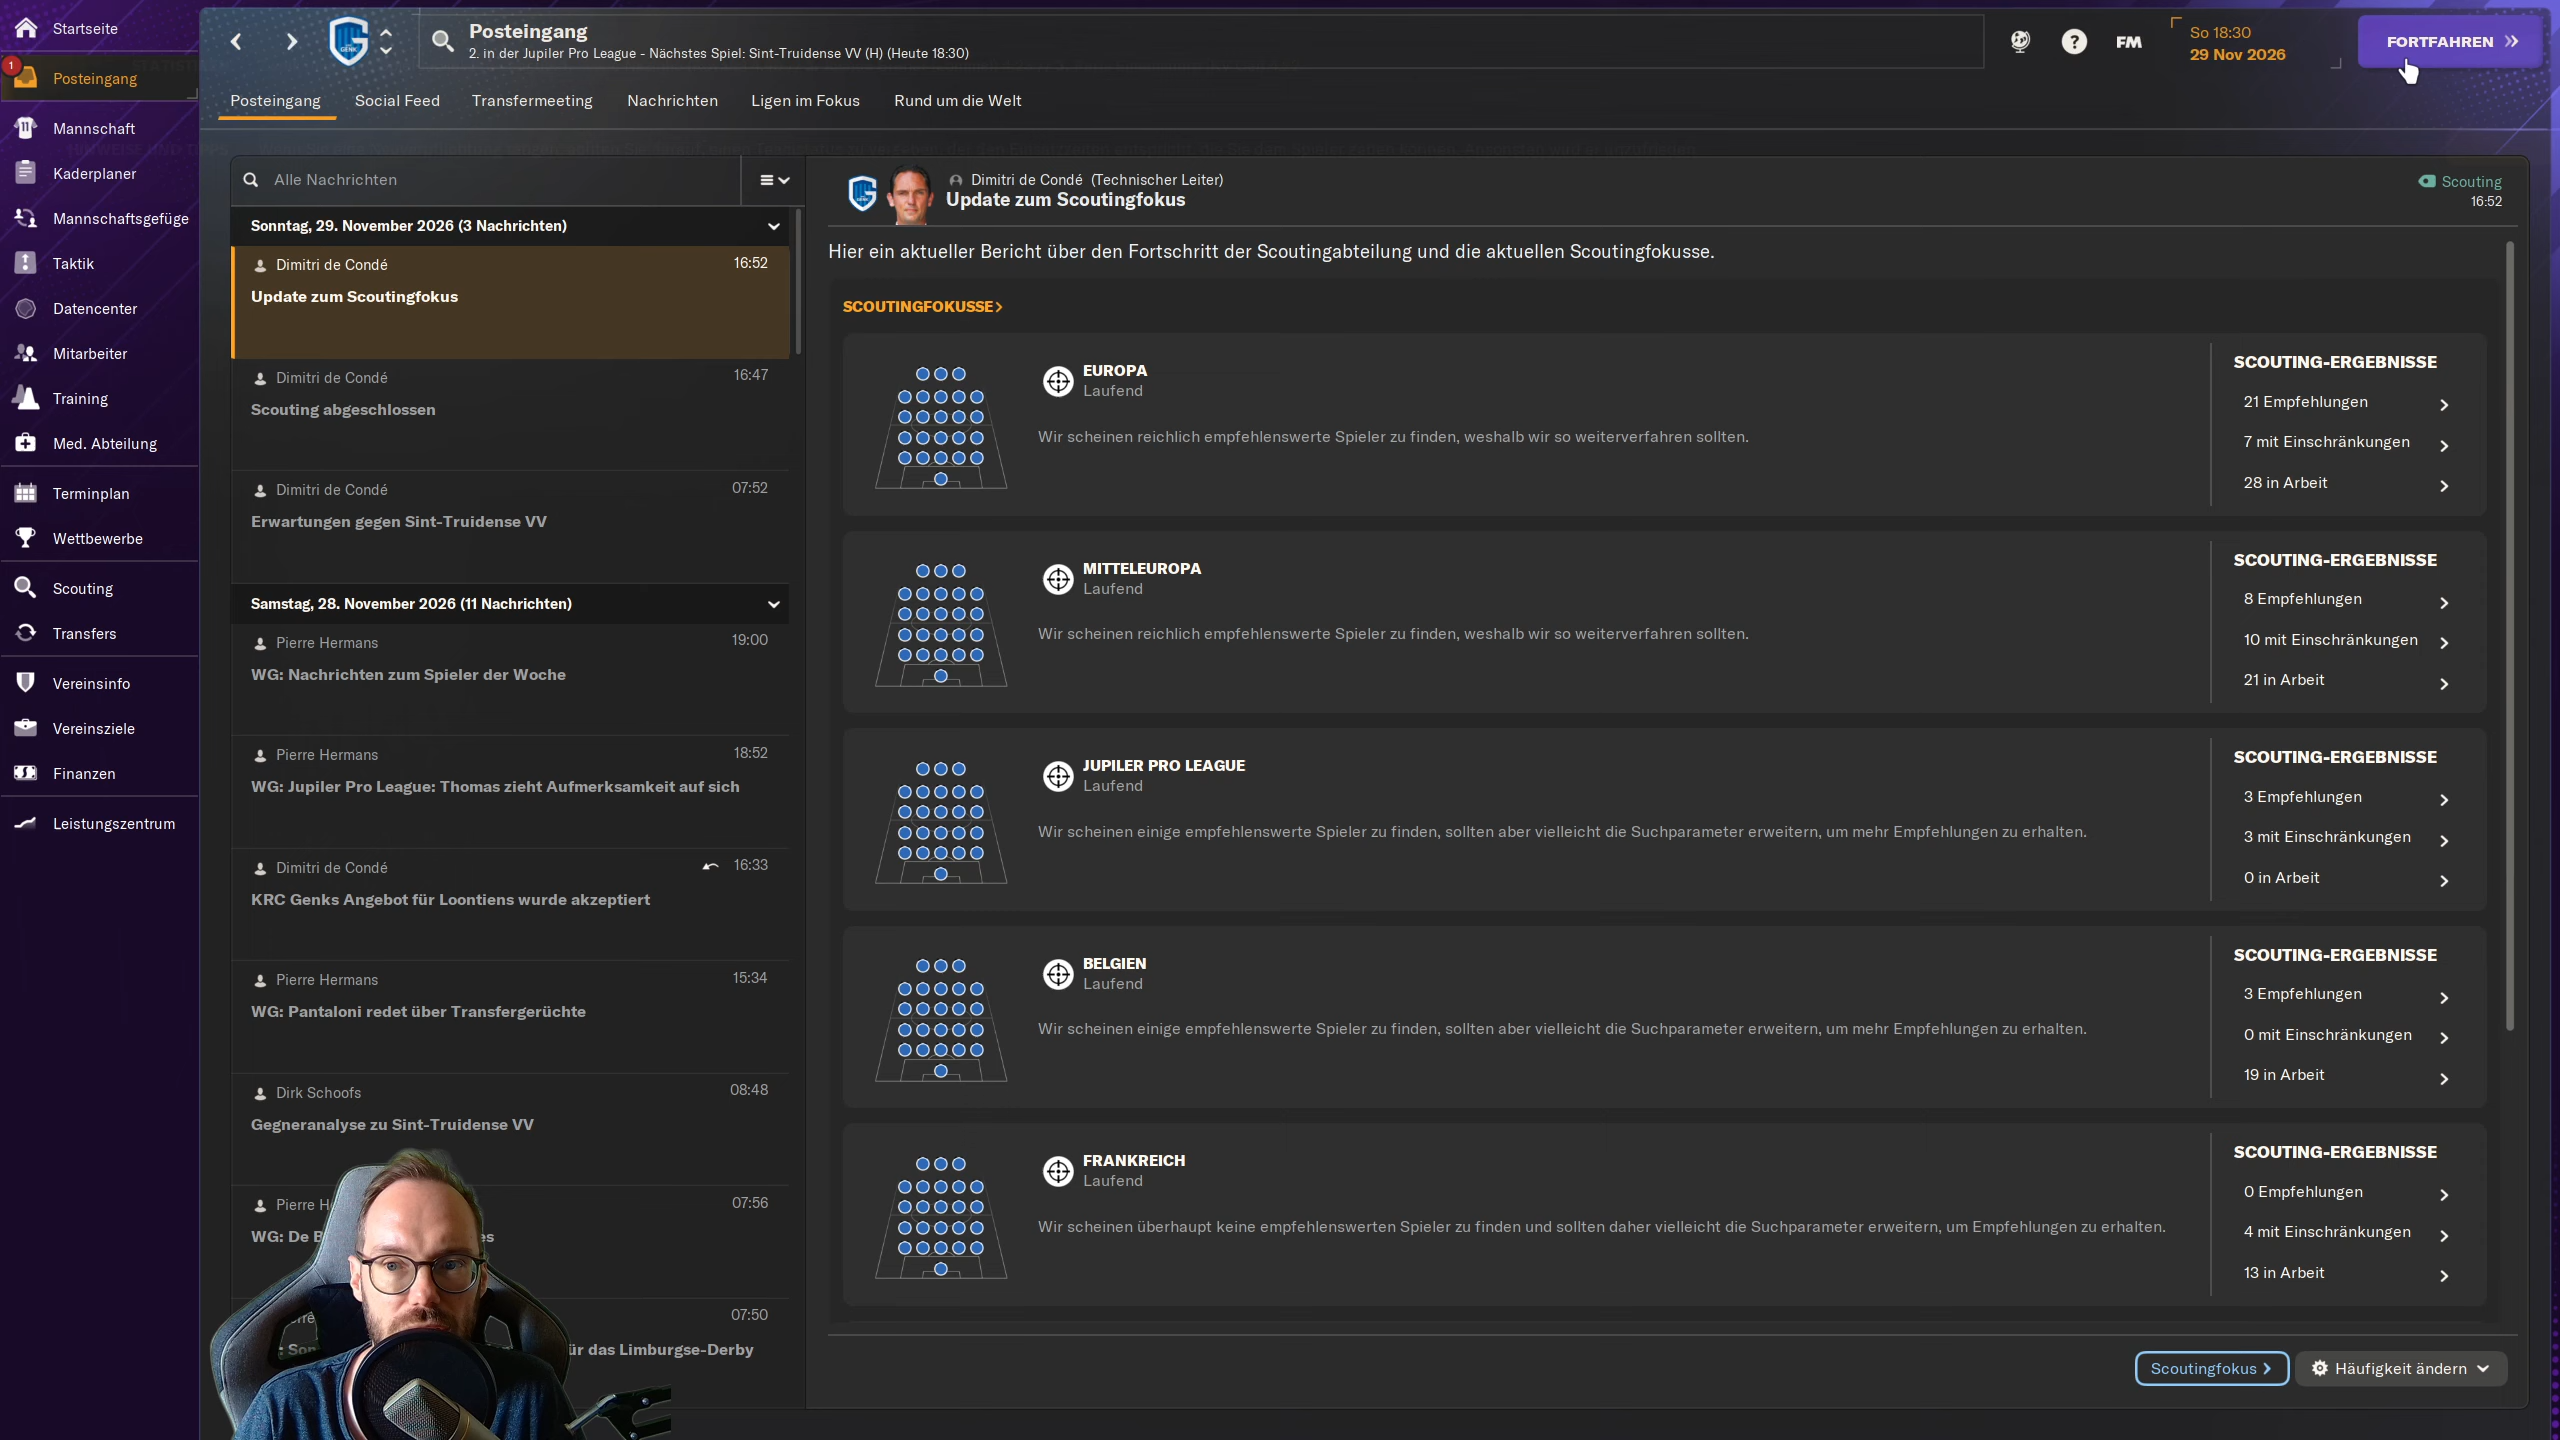 Startseite
1
Posteingang
Mannschaft
Kaderplaner
Mannschaftsgefüge
Taktik
Datencenter
Mitarbeiter
Training
Med. Abteilung
Terminplan
Wettbewerbe
Scouting
Transfers
Vereinsinfo
Vereinsziele
Finanzen
Leistungszentrum
GENK
Posteingang
2. in der Jupiler Pro League - Nächstes Spiel: Sint-Truidense VV (H) (Heute 18:30)
?
FM
So 18:30
29 Nov 2026
FORTFAHREN
Posteingang
Social Feed
Transfermeeting
Nachrichten
Ligen im Fokus
Rund um die Welt
Alle Nachrichten
Sonntag, 29. November 2026 (3 Nachrichten)
Dimitri de Condé 16:52
Update zum Scoutingfokus
Dimitri de Condé 16:47
Scouting abgeschlossen
Dimitri de Condé 07:52
Erwartungen gegen Sint-Truidense VV
Samstag, 28. November 2026 (11 Nachrichten)
Pierre Hermans 19:00
WG: Nachrichten zum Spieler der Woche
Pierre Hermans 18:52
WG: Jupiler Pro League: Thomas zieht Aufmerksamkeit auf sich
Dimitri de Condé 16:33
KRC Genks Angebot für Loontiens wurde akzeptiert
Pierre Hermans 15:34
WG: Pantaloni redet über Transfergerüchte
Dirk Schoofs 08:48
Gegneranalyse zu Sint-Truidense VV
Pierre 07:56
WG: De
07:50
für das Limburgse-Derby
Dimitri de Condé (Technischer Leiter)
Update zum Scoutingfokus
Scouting
16:52
Hier ein aktueller Bericht über den Fortschritt der Scoutingabteilung und die aktuellen Scoutingfokusse.
SCOUTINGFOKUSSE
EUROPA
Laufend
Wir scheinen reichlich empfehlenswerte Spieler zu finden, weshalb wir so weiterverfahren sollten.
SCOUTING-ERGEBNISSE
21 Empfehlungen
7 mit Einschränkungen
28 in Arbeit
MITTELEUROPA
Laufend
Wir scheinen reichlich empfehlenswerte Spieler zu finden, weshalb wir so weiterverfahren sollten.
SCOUTING-ERGEBNISSE
8 Empfehlungen
10 mit Einschränkungen
21 in Arbeit
JUPILER PRO LEAGUE
Laufend
Wir scheinen einige empfehlenswerte Spieler zu finden, sollten aber vielleicht die Suchparameter erweitern, um mehr Empfehlungen zu erhalten.
SCOUTING-ERGEBNISSE
3 Empfehlungen
3 mit Einschränkungen
0 in Arbeit
BELGIEN
Laufend
Wir scheinen einige empfehlenswerte Spieler zu finden, sollten aber vielleicht die Suchparameter erweitern, um mehr Empfehlungen zu erhalten.
SCOUTING-ERGEBNISSE
3 Empfehlungen
0 mit Einschränkungen
19 in Arbeit
FRANKREICH
Laufend
Wir scheinen überhaupt keine empfehlenswerten Spieler zu finden und sollten daher vielleicht die Suchparameter erweitern, um Empfehlungen zu erhalten.
SCOUTING-ERGEBNISSE
0 Empfehlungen
4 mit Einschränkungen
13 in Arbeit
Scoutingfokus
Häufigkeit ändern